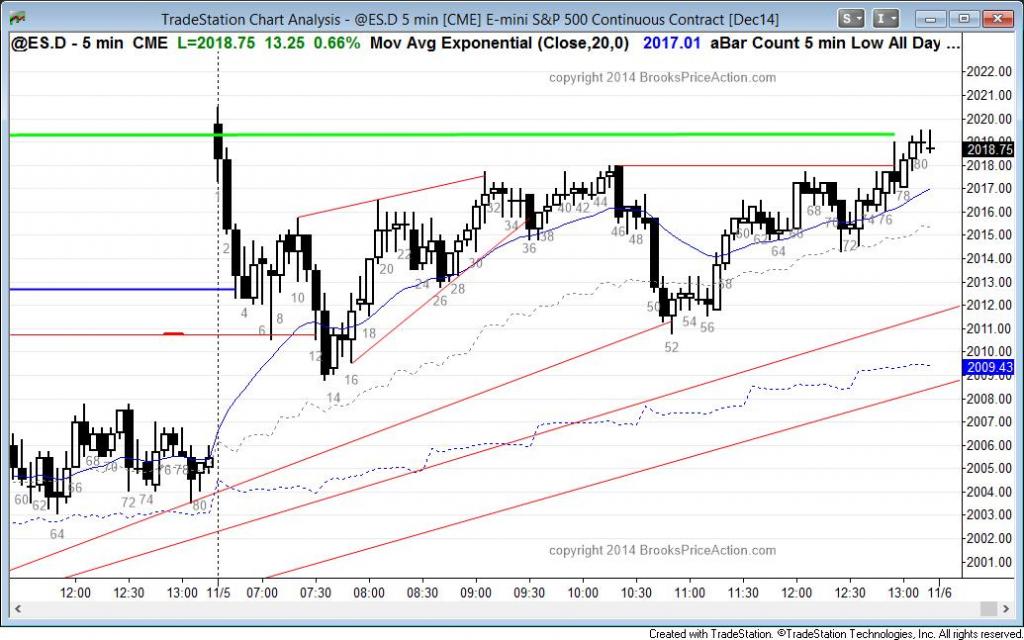 TradeStation Chart Analysis - @ES.D 5 min [CME] E-mini S&P 500 Continuous Contract [Dec14]
S I
@ES.D - 5 min CME L=2018.75 13.25 0.66% Mov Avg Exponential (Close,20,0) 2017.01 aBar Count 5 min Low All Day ...
copyright 2014 BrooksPriceAction.com
2022.00
2021.00
2020.00
2018.75
2018.00
2017.00
2016.00
2015.00
2014.00
2013.00
2012.00
2011.00
2010.00
2009.43
2008.00
2007.00
2006.00
2005.00
2004.00
2003.00
2002.00
2001.00
60 62 64 66 68 70 72 74 76 78 80
1 2 4 6 8 10 12 14 16 18 20 22 24 26 28 30 32 34 36 38 40 42 44 46 48 50 52 54 56 58 60 62 64 68 72 74 76 78 80
copyright 2014 BrooksPriceAction.com
12:00 12:30 13:00 11/5 07:00 07:30 08:00 08:30 09:00 09:30 10:00 10:30 11:00 11:30 12:00 12:30 13:00 11/6
Created with TradeStation. ©TradeStation Technologies, Inc. All rights reserved.